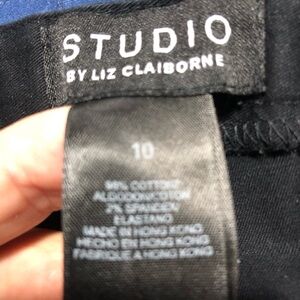 STUDIO
BY LIZ CLAIBORNE
10
98% COTTON/
ALGODON/COTON
2% SPANDEX/
ELASTANO
MADE IN HONG KONG
HECHO EN HONG KONG
FABRIQUE A HONG KONG